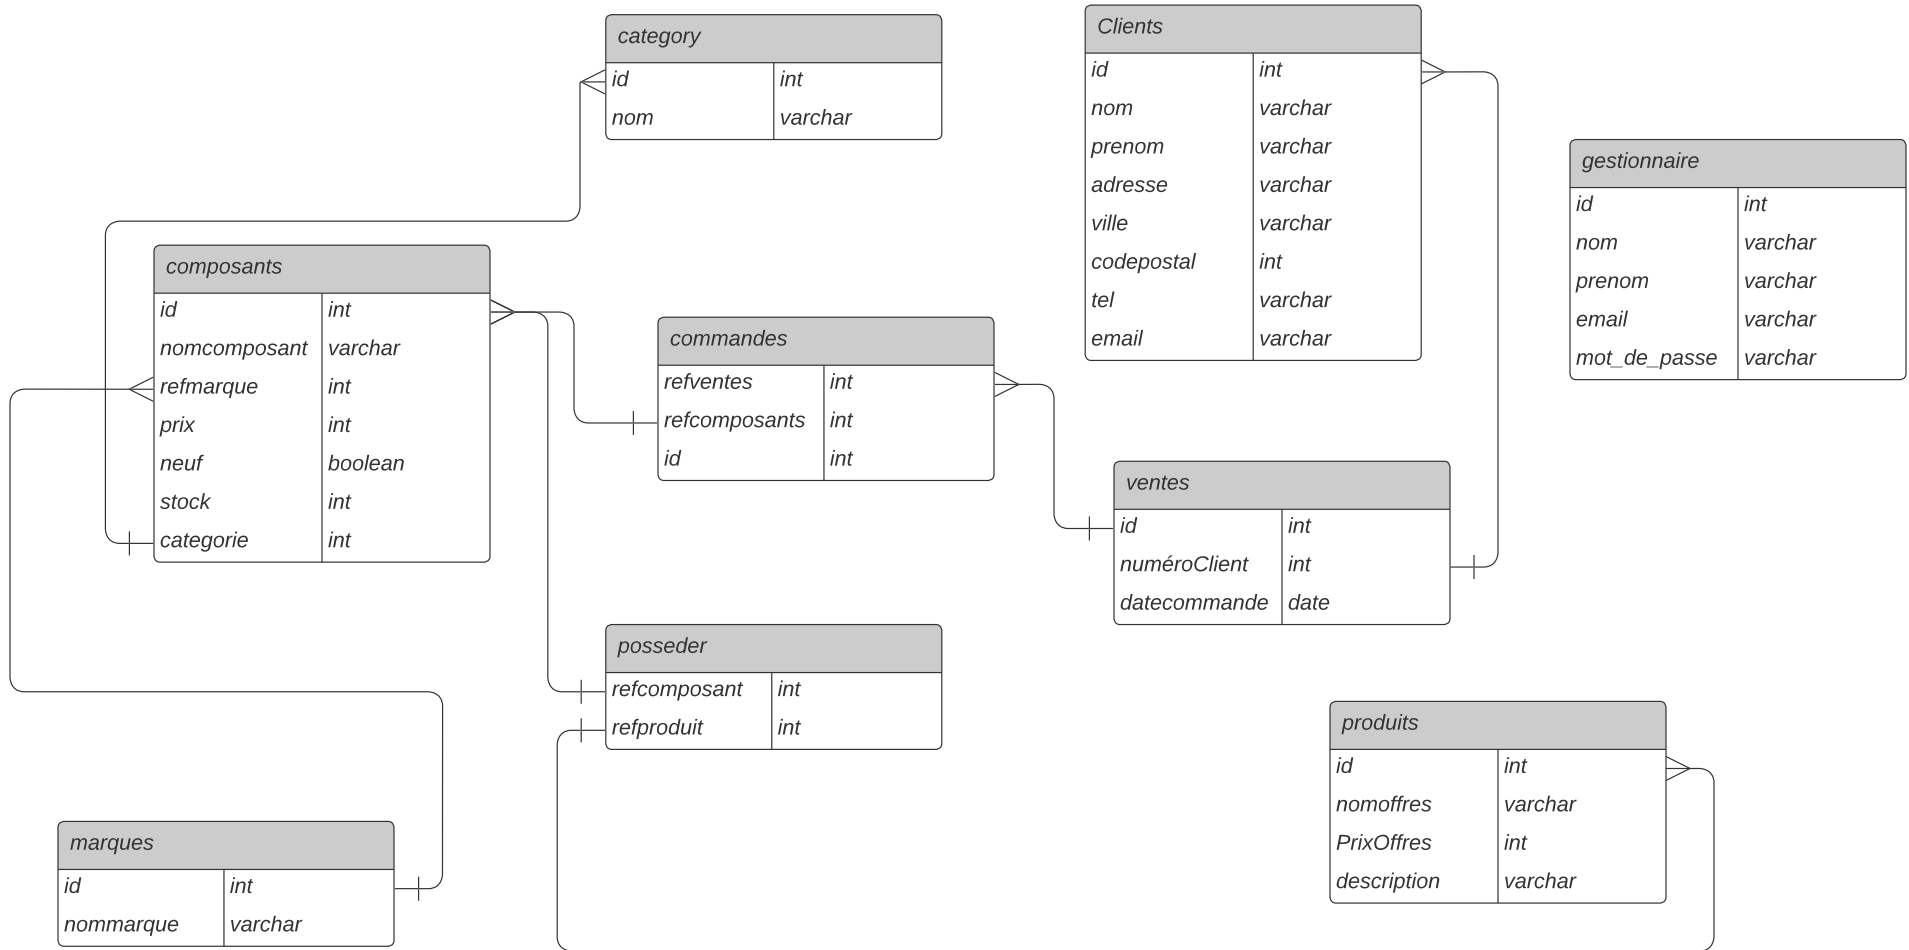 category
id int
nom varchar
Clients
id int
nom varchar
prenom varchar
adresse varchar
ville varchar
codepostal int
tel varchar
email varchar
gestionnaire
id int
nom varchar
prenom varchar
email varchar
mot_de_passe varchar
composants
id int
nomcomposant varchar
refmarque int
prix int
neuf boolean
stock int
categorie int
commandes
refventes int
refcomposants int
id int
ventes
id int
numéroClient int
datecommande date
posseder
refcomposant int
refproduit int
produits
id int
nomoffres varchar
PrixOffres int
description varchar
marques
id int
nommarque varchar